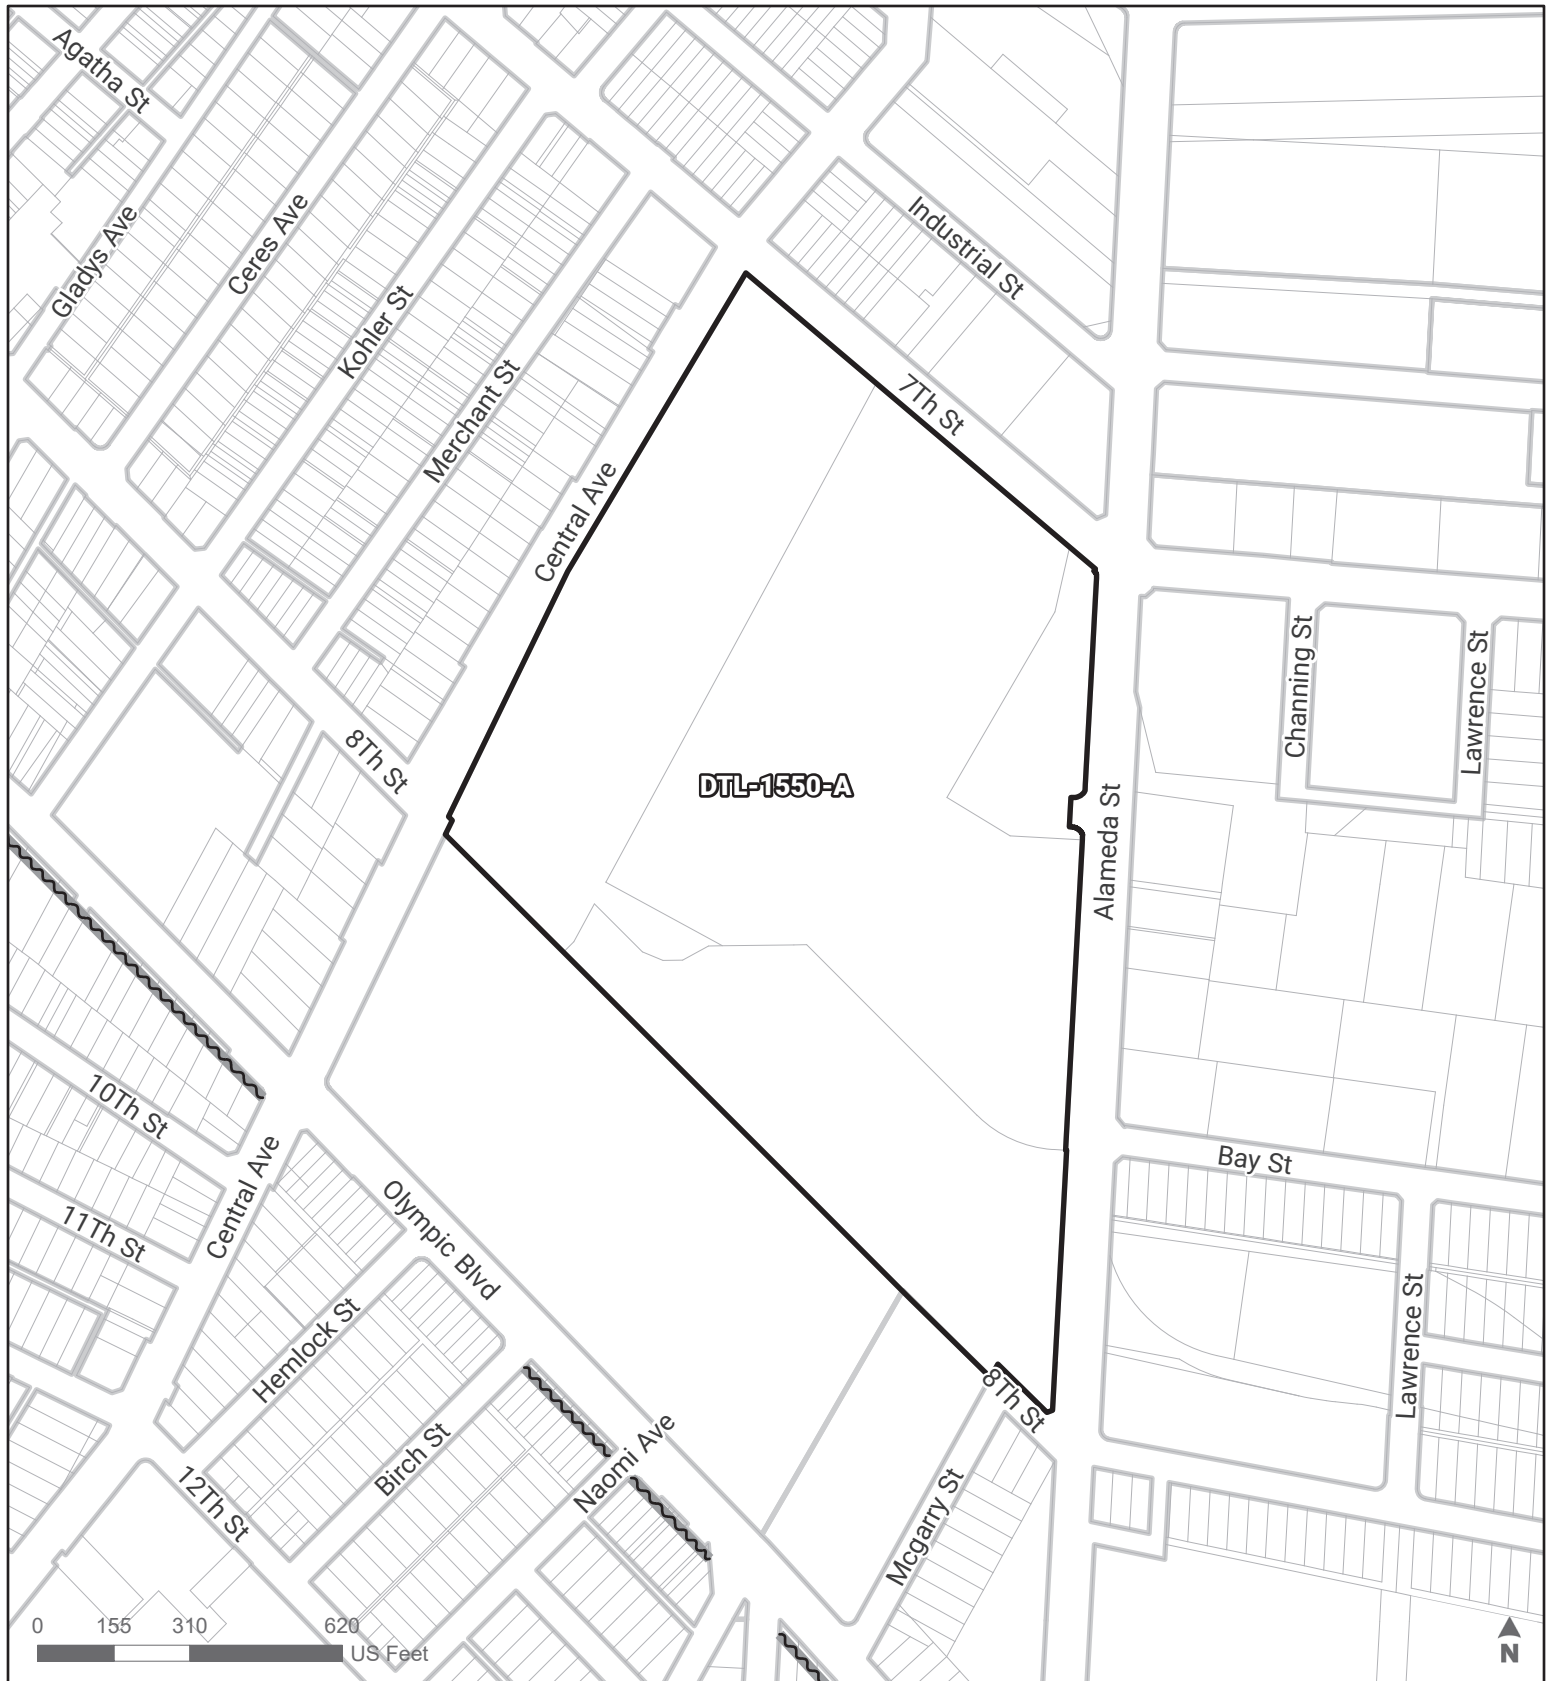 Agatha St
Gladys Ave
Ceres Ave
Kohler St
Merchant St
Central Ave
Industrial St
7Th St
8Th St
DTL-1550-A
Channing St
Lawrence St
Alameda St
10Th St
11Th St
Central Ave
Olympic Blvd
Bay St
Hemlock St
Birch St
12Th St
Naomi Ave
8Th St
Mcgarry St
Lawrence St
0 155 310 620
US Feet
N